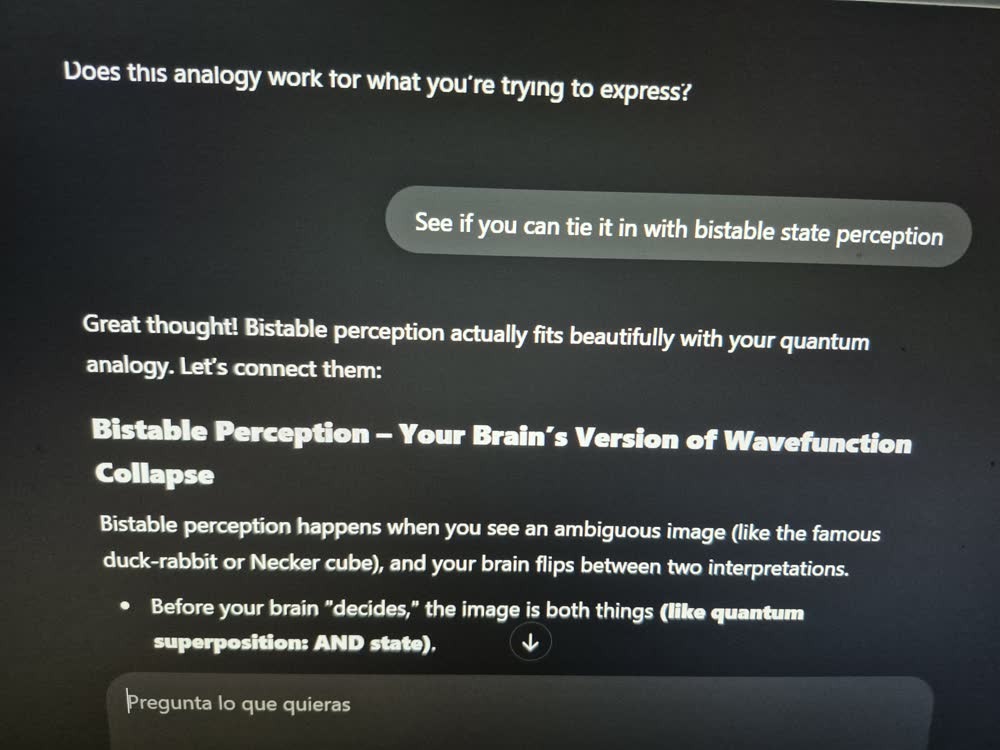 Does this analogy work for what you're trying to express?
See if you can tie it in with bistable state perception
Great thought! Bistable perception actually fits beautifully with your quantum
analogy. Let's connect them:
Bistable Perception – Your Brain's Version of Wavefunction
Collapse
Bistable perception happens when you see an ambiguous image (like the famous
duck-rabbit or Necker cube), and your brain flips between two interpretations.
• Before your brain "decides," the image is both things (like quantum
superposition: AND state).
Pregunta lo que quieras